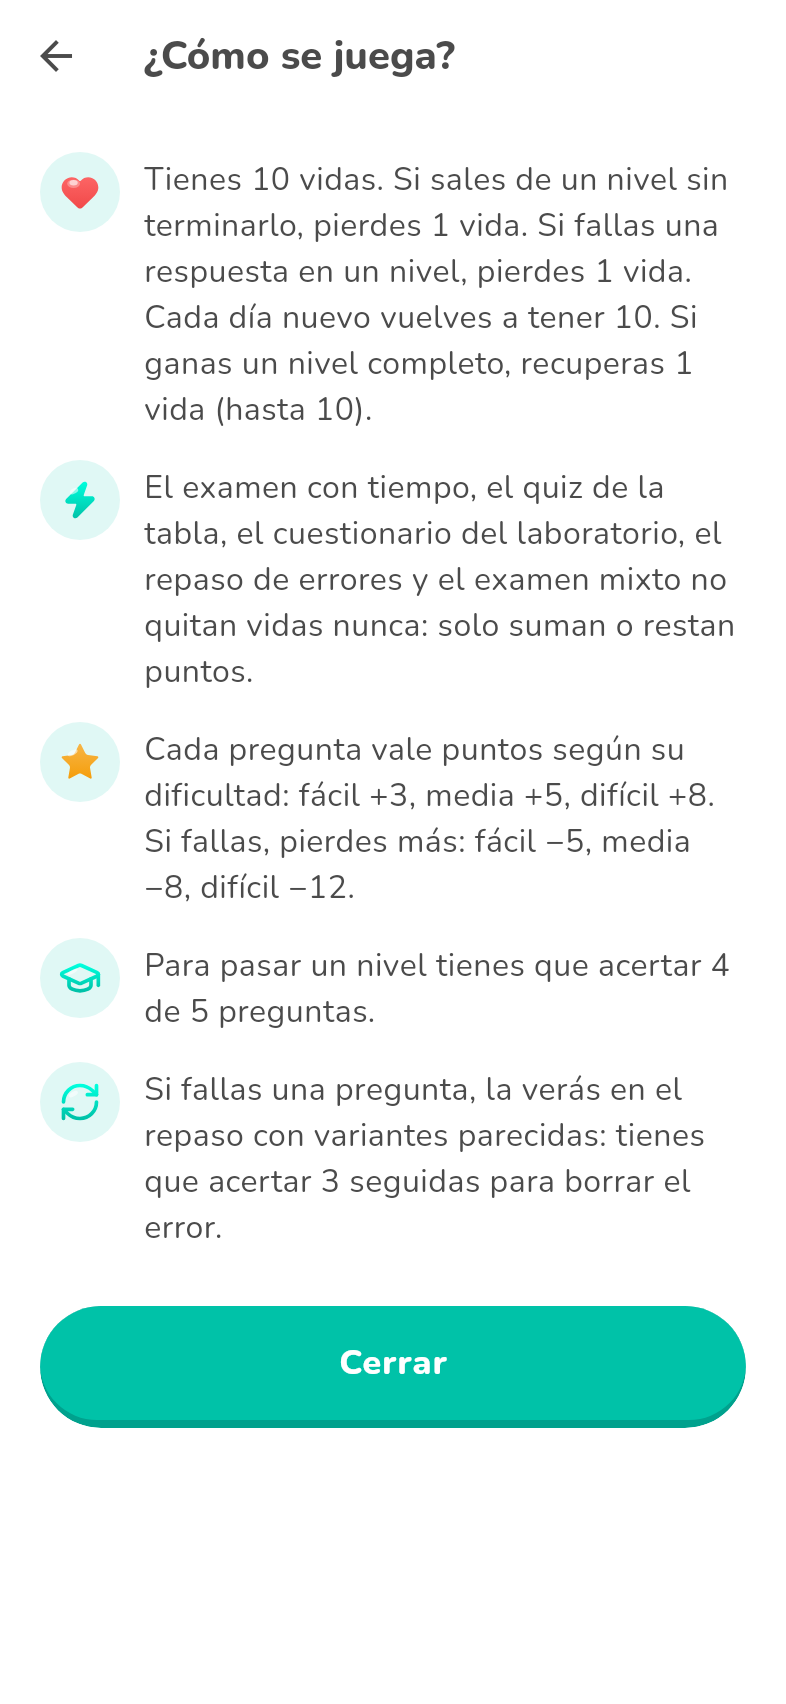 ¿Cómo se juega?
Tienes 10 vidas. Si sales de un nivel sin
terminarlo, pierdes 1 vida. Si fallas una
respuesta en un nivel, pierdes 1 vida.
Cada día nuevo vuelves a tener 10. Si
ganas un nivel completo, recuperas 1
vida (hasta 10).
El examen con tiempo, el quiz de la
tabla, el cuestionario del laboratorio, el
repaso de errores y el examen mixto no
quitan vidas nunca: solo suman o restan
puntos.
Cada pregunta vale puntos según su
dificultad: fácil +3, media +5, difícil +8.
Si fallas, pierdes más: fácil −5, media
−8, difícil −12.
Para pasar un nivel tienes que acertar 4
de 5 preguntas.
Si fallas una pregunta, la verás en el
repaso con variantes parecidas: tienes
que acertar 3 seguidas para borrar el
error.
Cerrar